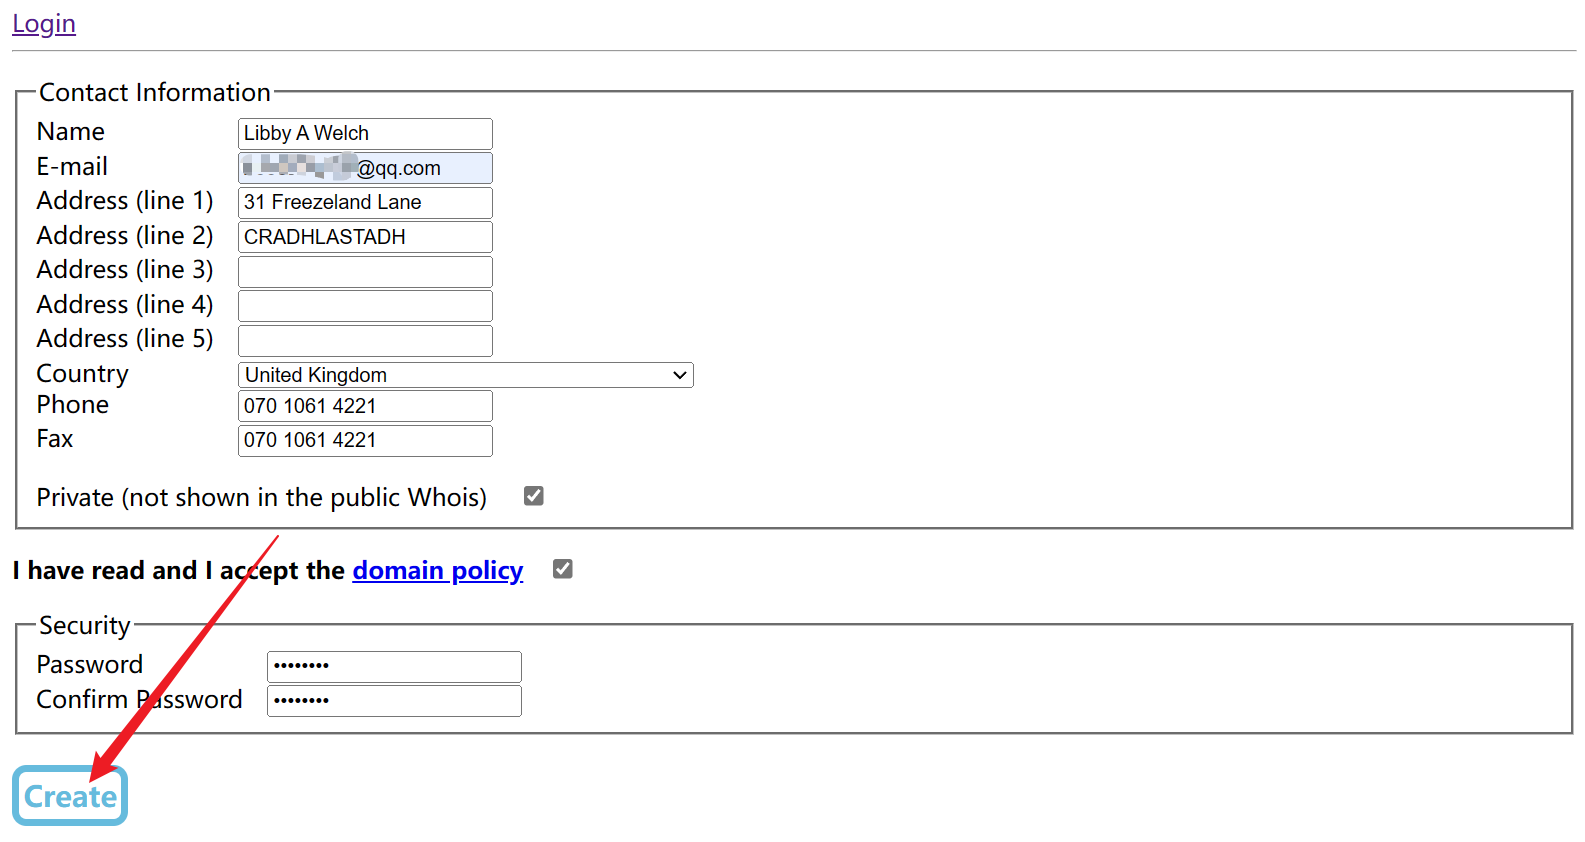 Login
Contact Information
Name Libby A Welch
E-mail @qq.com
Address (line 1) 31 Freezeland Lane
Address (line 2) CRADHLASTADH
Address (line 3)
Address (line 4)
Address (line 5)
Country United Kingdom
Phone 070 1061 4221
Fax 070 1061 4221
Private (not shown in the public Whois)
I have read and I accept the domain policy
Security
Password ••••••••
Confirm Password ••••••••
Create